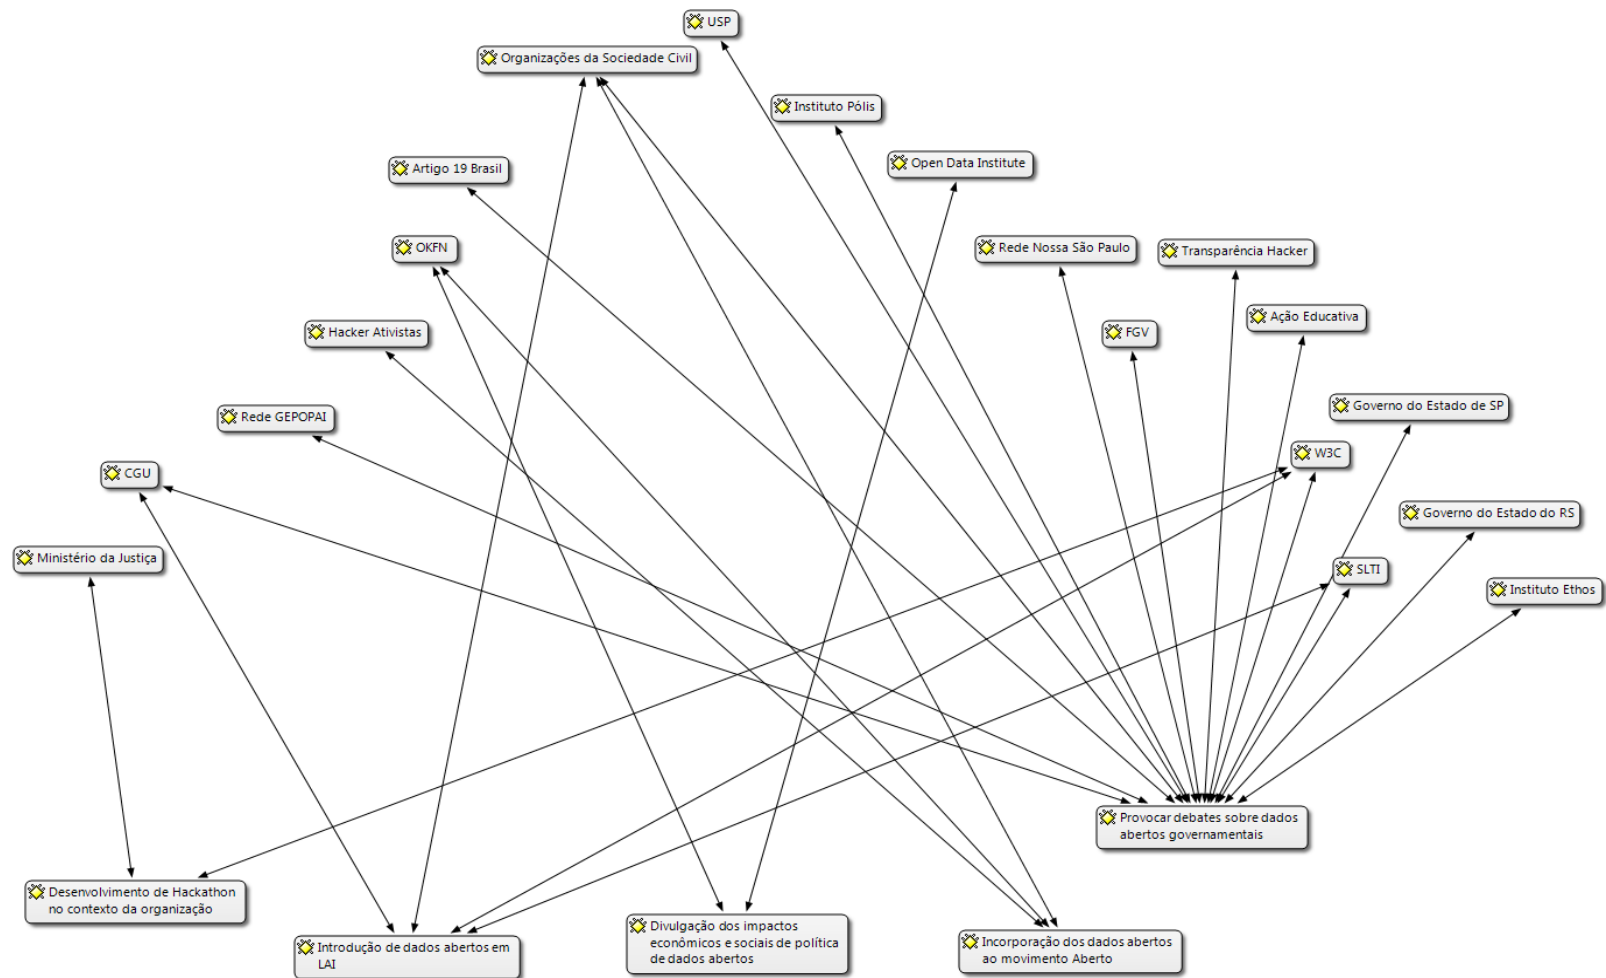 USP
Organizações da Sociedade Civil
Instituto Pólis
Open Data Institute
Artigo 19 Brasil
OKFN
Rede Nossa São Paulo
Transparência Hacker
Hacker Ativistas
FGV
Ação Educativa
Rede GEPOPAI
Governo do Estado de SP
W3C
CGU
Governo do Estado do RS
Ministério da Justiça
SLTI
Instituto Ethos
Provocar debates sobre dados
abertos governamentais
Desenvolvimento de Hackathon
no contexto da organização
Introdução de dados abertos em
LAI
Divulgação dos impactos
econômicos e sociais de política
de dados abertos
Incorporação dos dados abertos
ao movimento Aberto